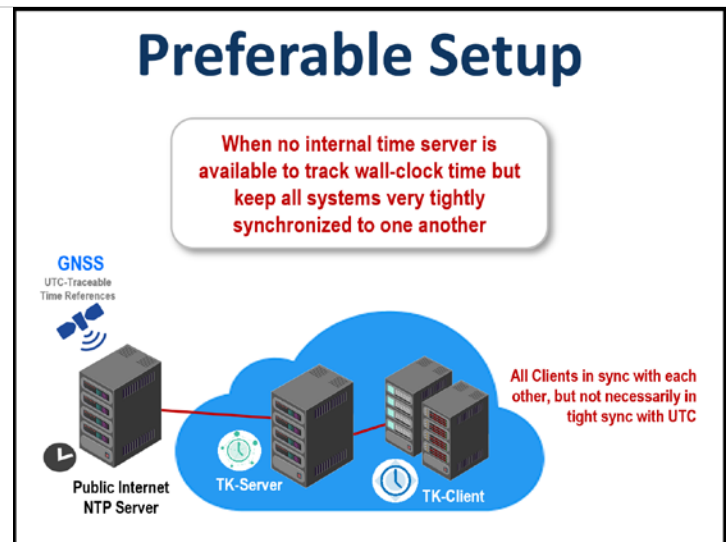 Preferable Setup
When no internal time server is
available to track wall-clock time but
keep all systems very tightly
synchronized to one another
GNSS
UTC-Traceable
Time References
All Clients in sync with each
other, but not necessarily in
tight sync with UTC
Public Internet
NTP Server
TK-Server
TK-Client